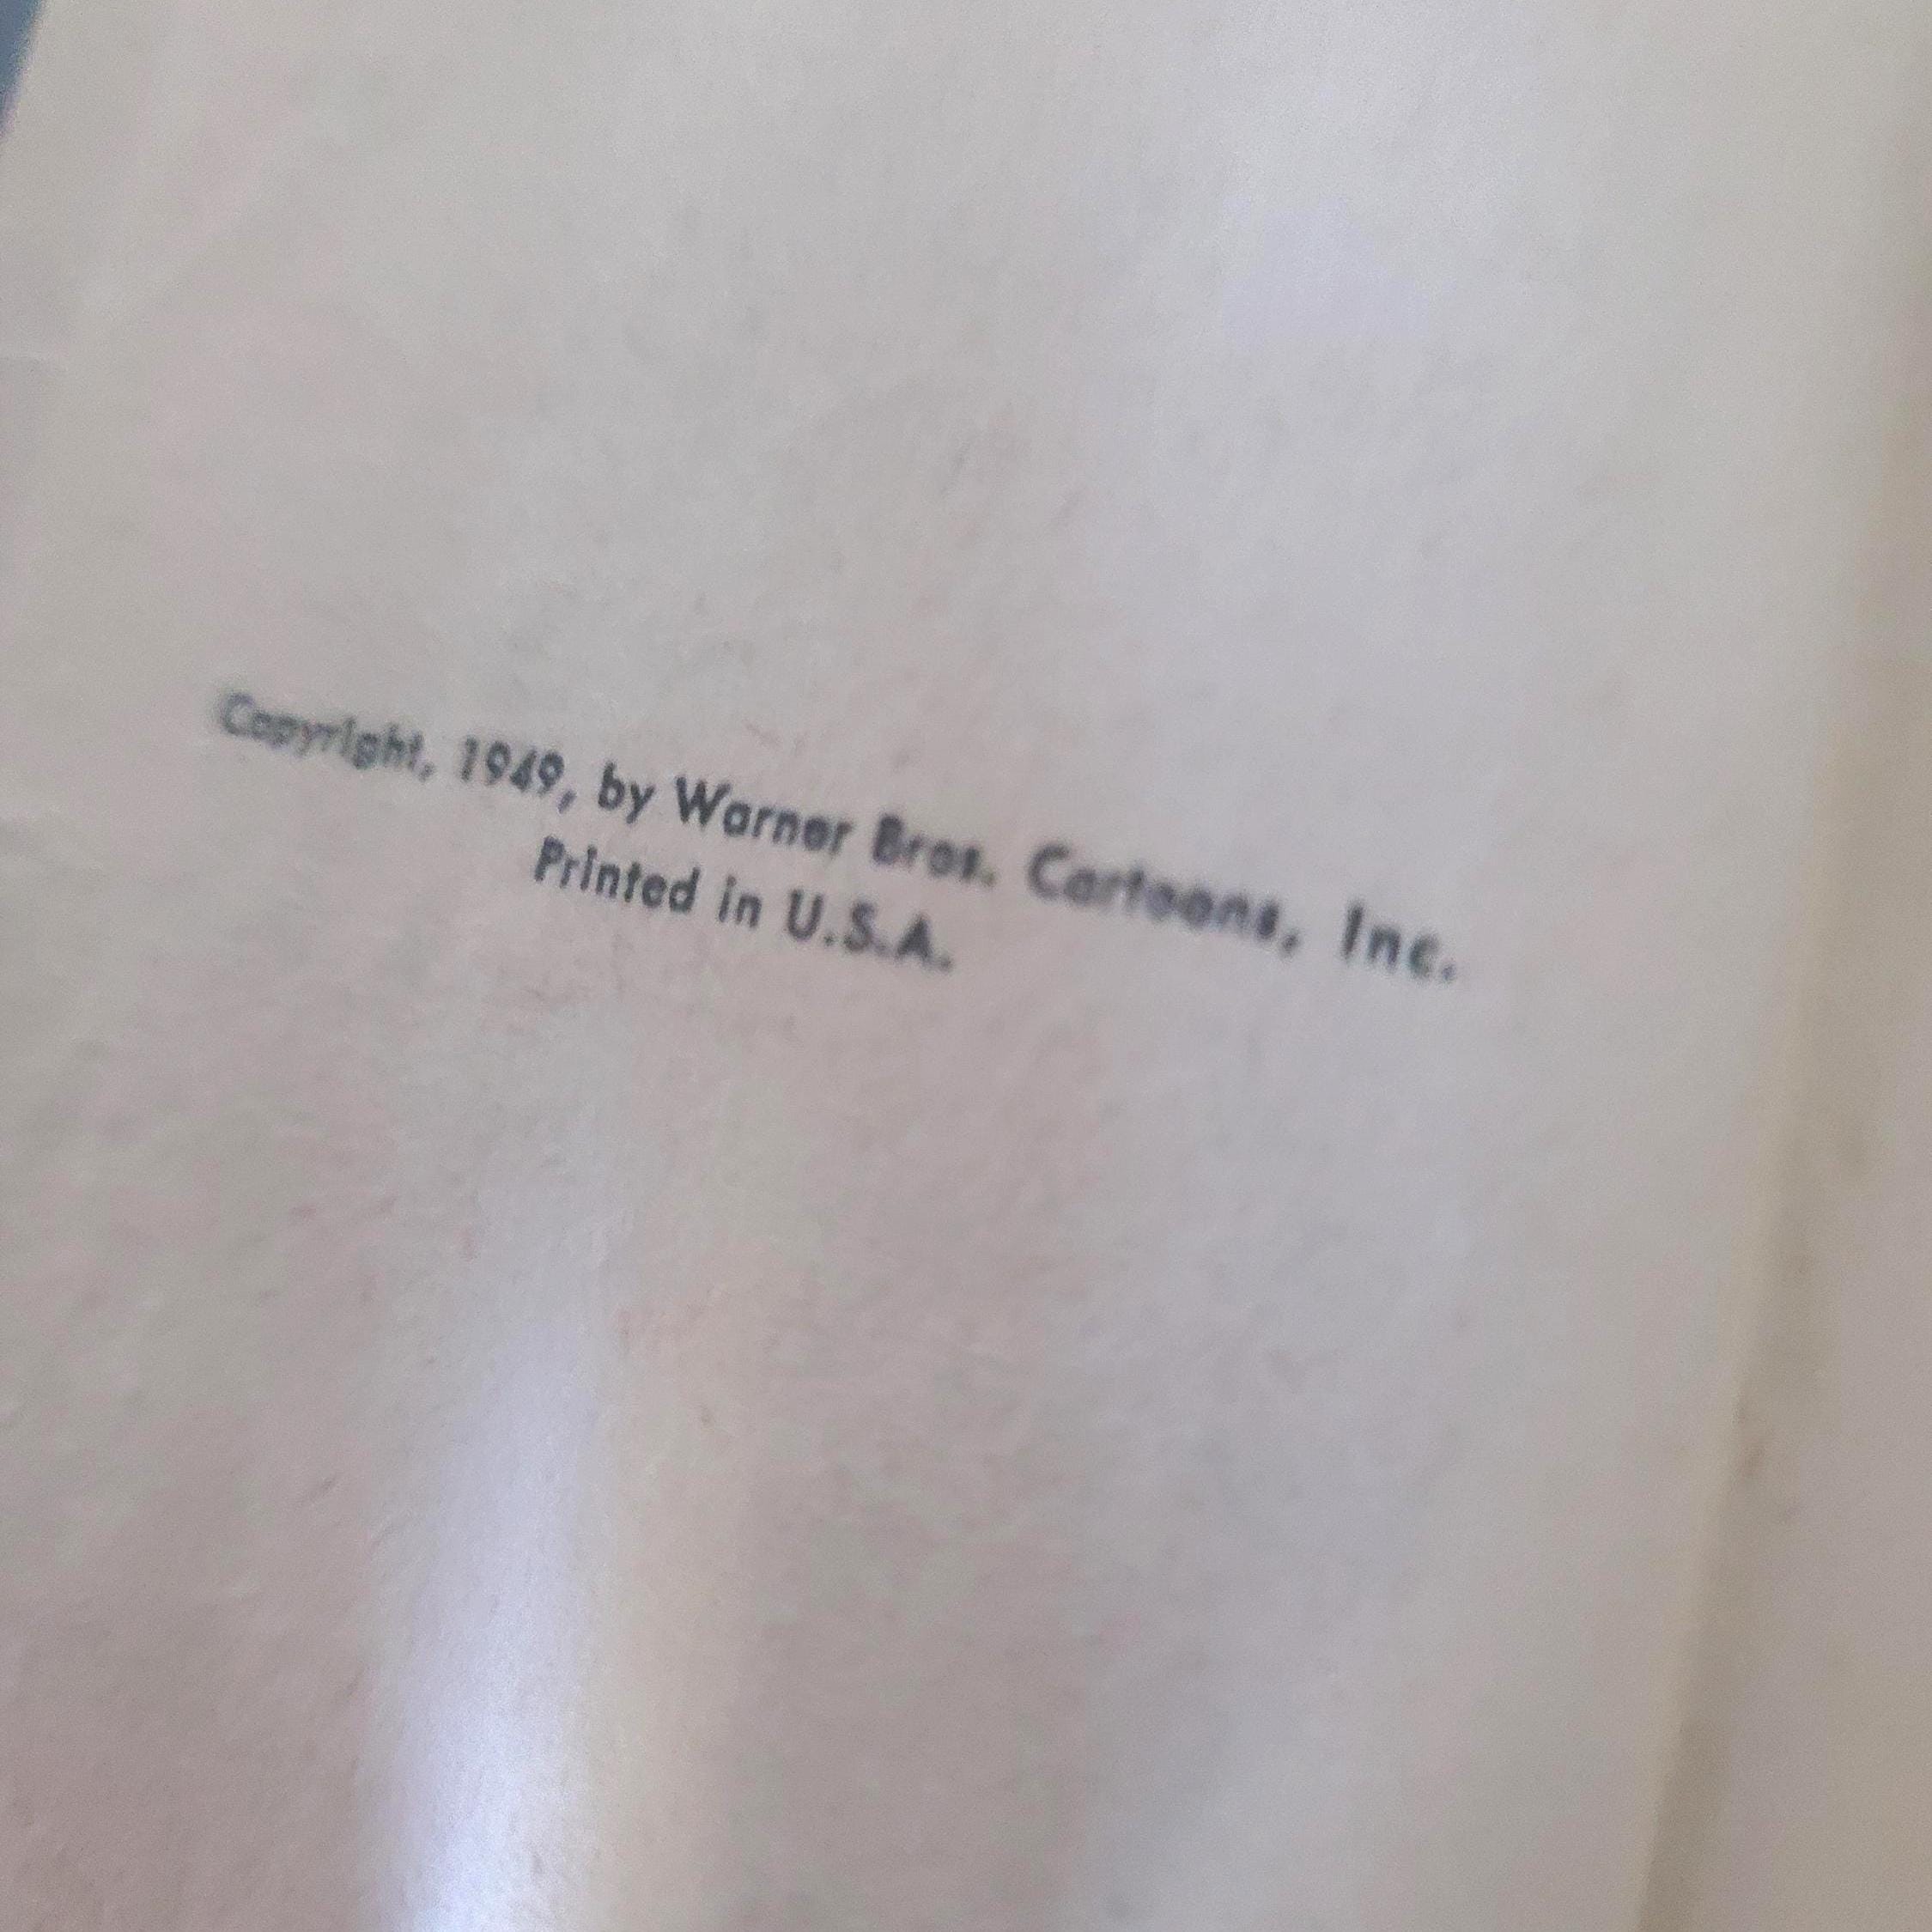 Copyright, 1949, by Warner Bros. Cartoons, Inc.
Printed in U.S.A.